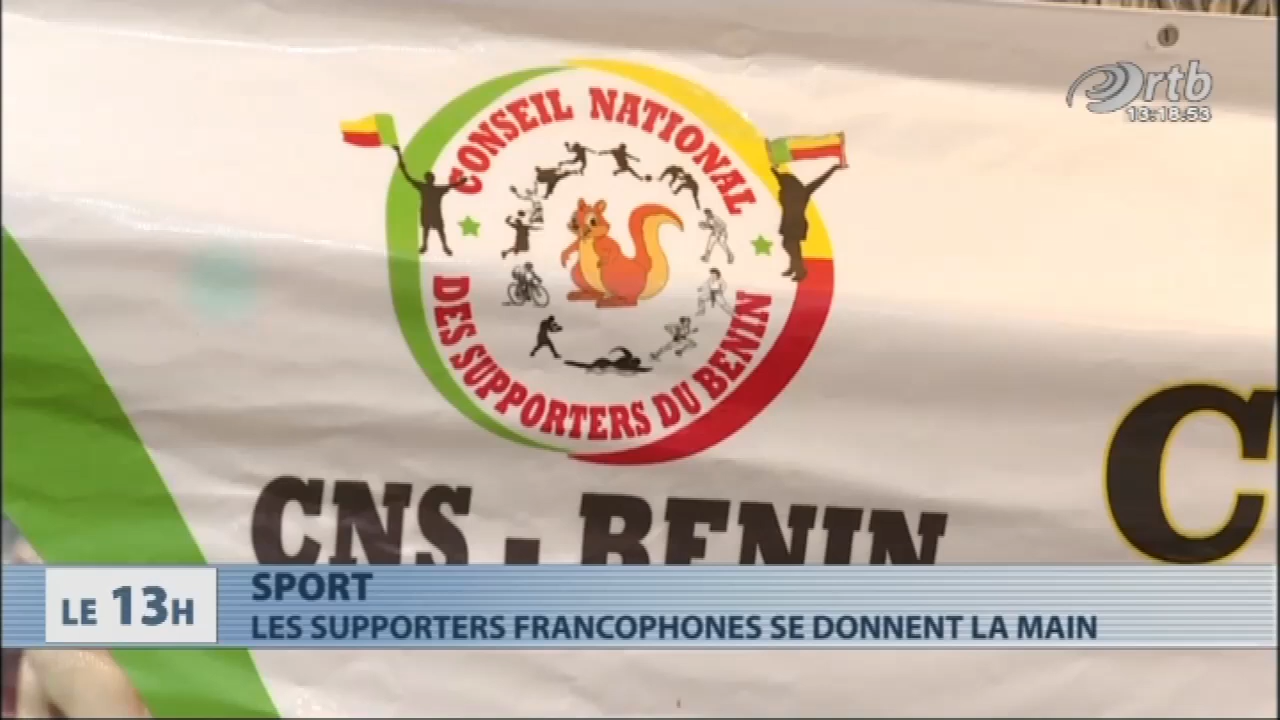 ortb
13:18:53
CONSEIL NATIONAL
DES SUPPORTERS DU BENIN
CNS - BENIN
C
LE 13H
SPORT
LES SUPPORTERS FRANCOPHONES SE DONNENT LA MAIN